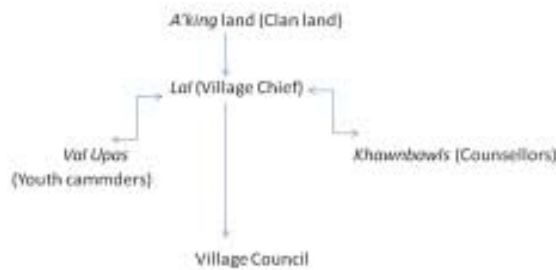 A'king land (Clan land)
Lal (Village Chief)
Val Upas
(Youth cammders)
Khawnbawls (Counsellors)
Village Council